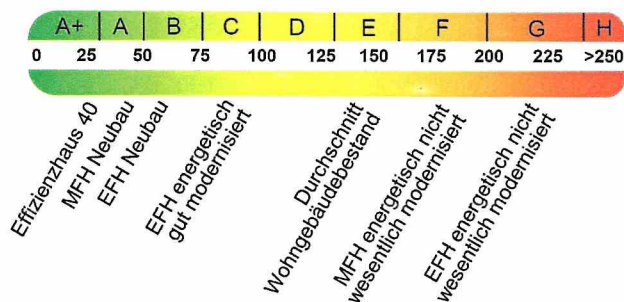 A+ A B C D E F G H
0 25 50 75 100 125 150 175 200 225 >250
Effizienzhaus 40
MFH Neubau
EFH Neubau
EFH energetisch
gut modernisiert
Durchschnitt
Wohngebäudebestand
MFH energetisch nicht
wesentlich modernisiert
EFH energetisch nicht
wesentlich modernisiert